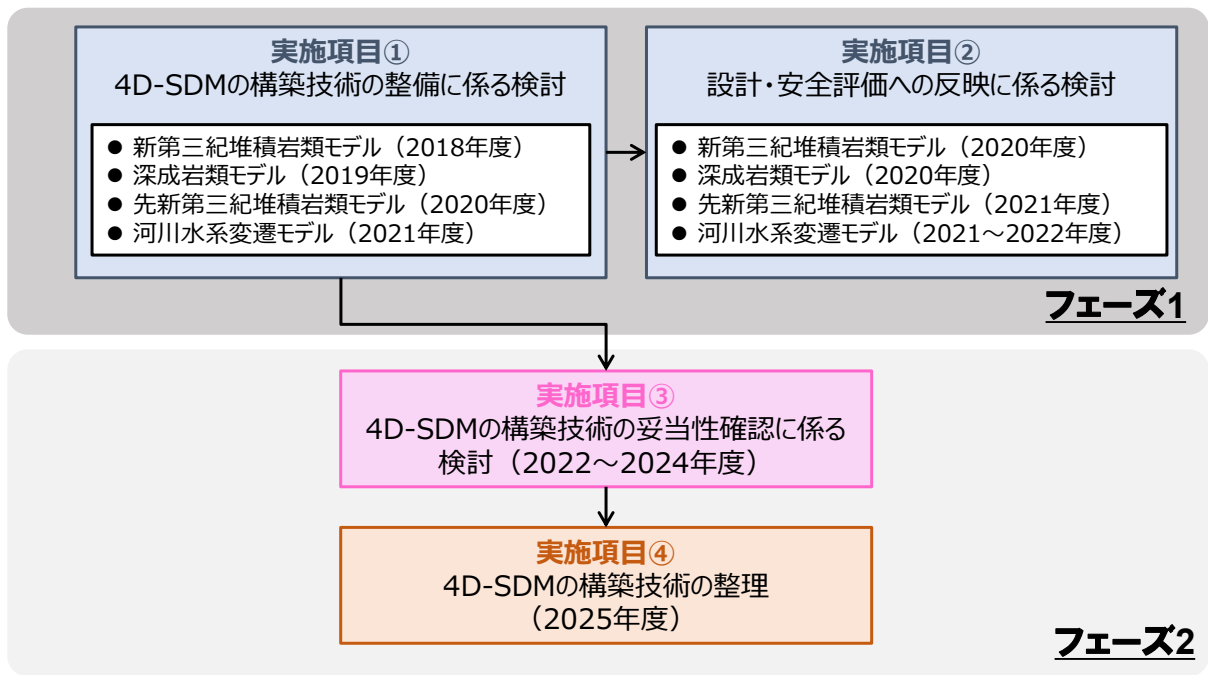 実施項目①
4D-SDMの構築技術の整備に係る検討
● 新第三紀堆積岩類モデル（2018年度）
● 深成岩類モデル（2019年度）
● 先新第三紀堆積岩類モデル（2020年度）
● 河川水系変遷モデル（2021年度）
実施項目②
設計・安全評価への反映に係る検討
● 新第三紀堆積岩類モデル（2020年度）
● 深成岩類モデル（2020年度）
● 先新第三紀堆積岩類モデル（2021年度）
● 河川水系変遷モデル（2021～2022年度）
フェーズ1
実施項目③
4D-SDMの構築技術の妥当性確認に係る
検討（2022～2024年度）
実施項目④
4D-SDMの構築技術の整理
（2025年度）
フェーズ2